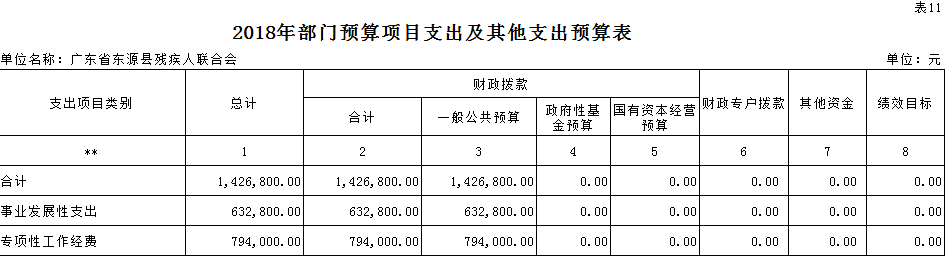 表11
2018年部门预算项目支出及其他支出预算表
单位名称：广东省东源县残疾人联合会 单位：元
支出项目类别 总计 财政拨款 财政专户拨款 其他资金 绩效目标
合计 一般公共预算 政府性基金预算 国有资本经营预算
** 1 2 3 4 5 6 7 8
合计 1,426,800.00 1,426,800.00 1,426,800.00 0.00 0.00 0.00 0.00 0.00
事业发展性支出 632,800.00 632,800.00 632,800.00 0.00 0.00 0.00 0.00 0.00
专项性工作经费 794,000.00 794,000.00 794,000.00 0.00 0.00 0.00 0.00 0.00